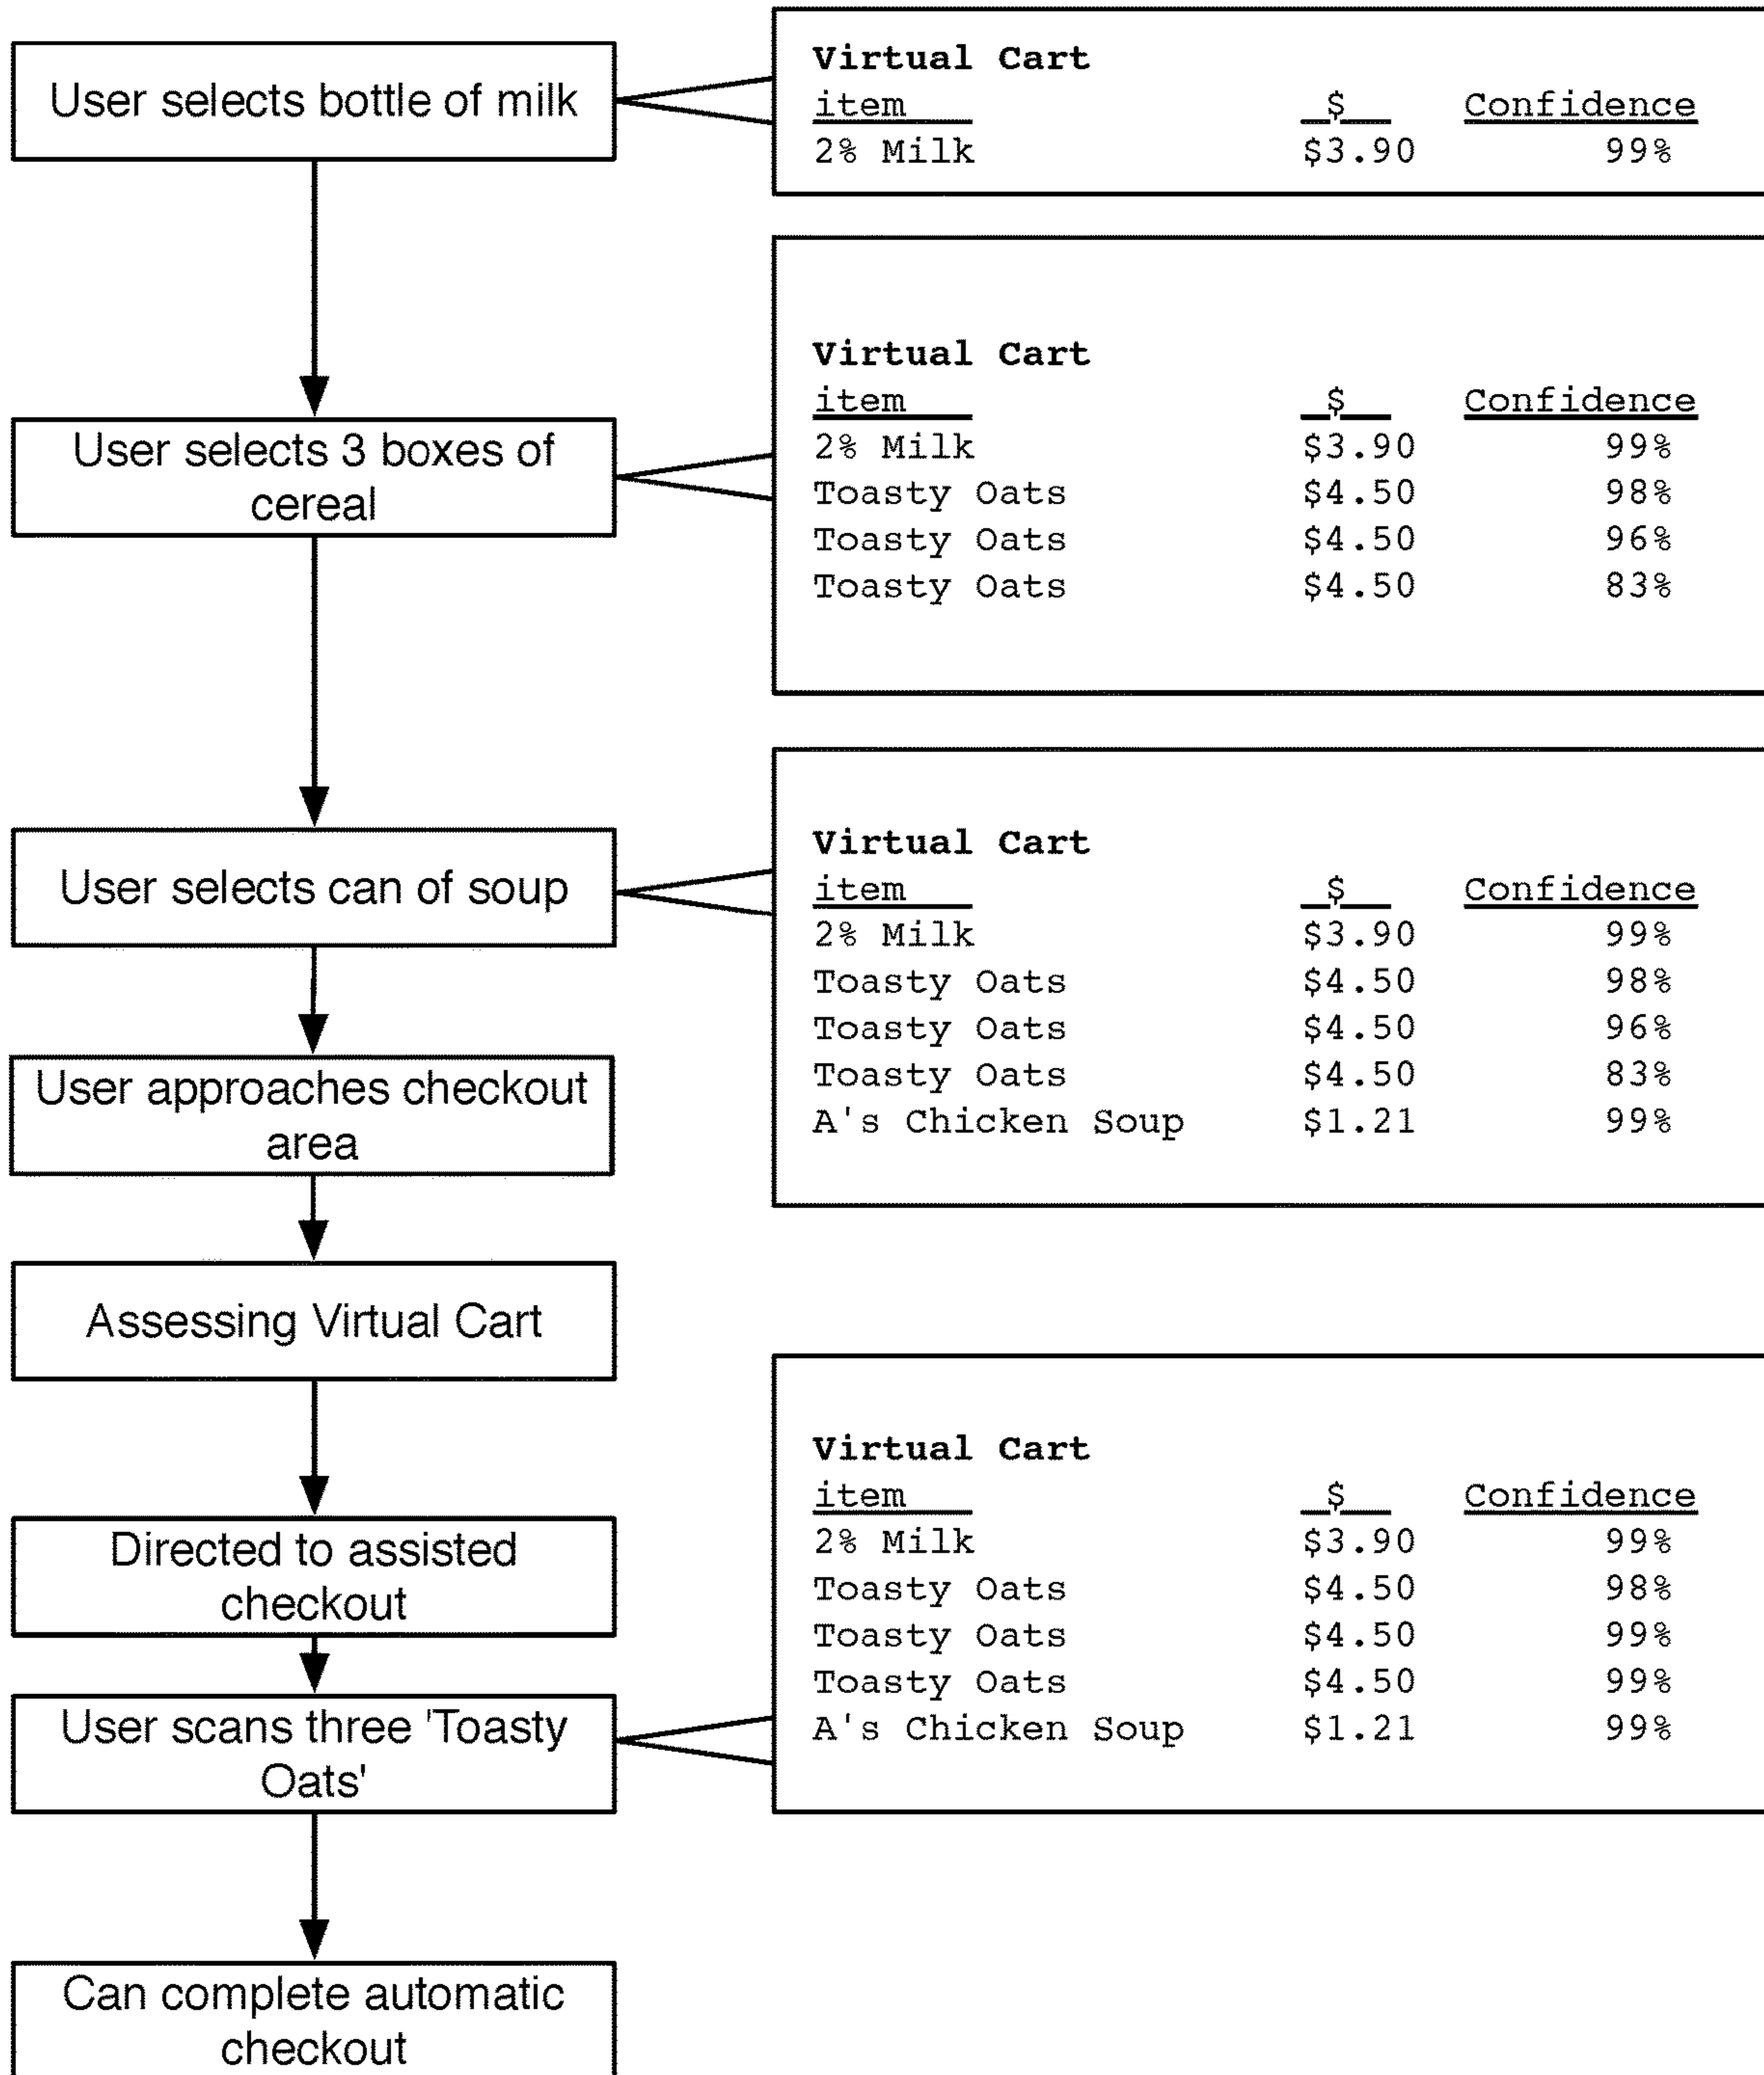 User selects bottle of milk
Virtual Cart
item $ Confidence
2% Milk $3.90 99%
User selects 3 boxes of
cereal
Virtual Cart
item $ Confidence
2% Milk $3.90 99%
Toasty Oats $4.50 98%
Toasty Oats $4.50 96%
Toasty Oats $4.50 83%
User selects can of soup
Virtual Cart
item $ Confidence
2% Milk $3.90 99%
Toasty Oats $4.50 98%
Toasty Oats $4.50 96%
Toasty Oats $4.50 83%
A's Chicken Soup $1.21 99%
User approaches checkout
area
Assessing Virtual Cart
Directed to assisted
checkout
User scans three 'Toasty
Oats'
Virtual Cart
item $ Confidence
2% Milk $3.90 99%
Toasty Oats $4.50 98%
Toasty Oats $4.50 99%
Toasty Oats $4.50 99%
A's Chicken Soup $1.21 99%
Can complete automatic
checkout